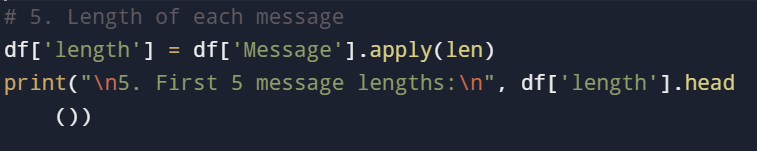 # 5. Length of each message
df['length'] = df['Message'].apply(len)
print("\n5. First 5 message lengths:\n", df['length'].head
())